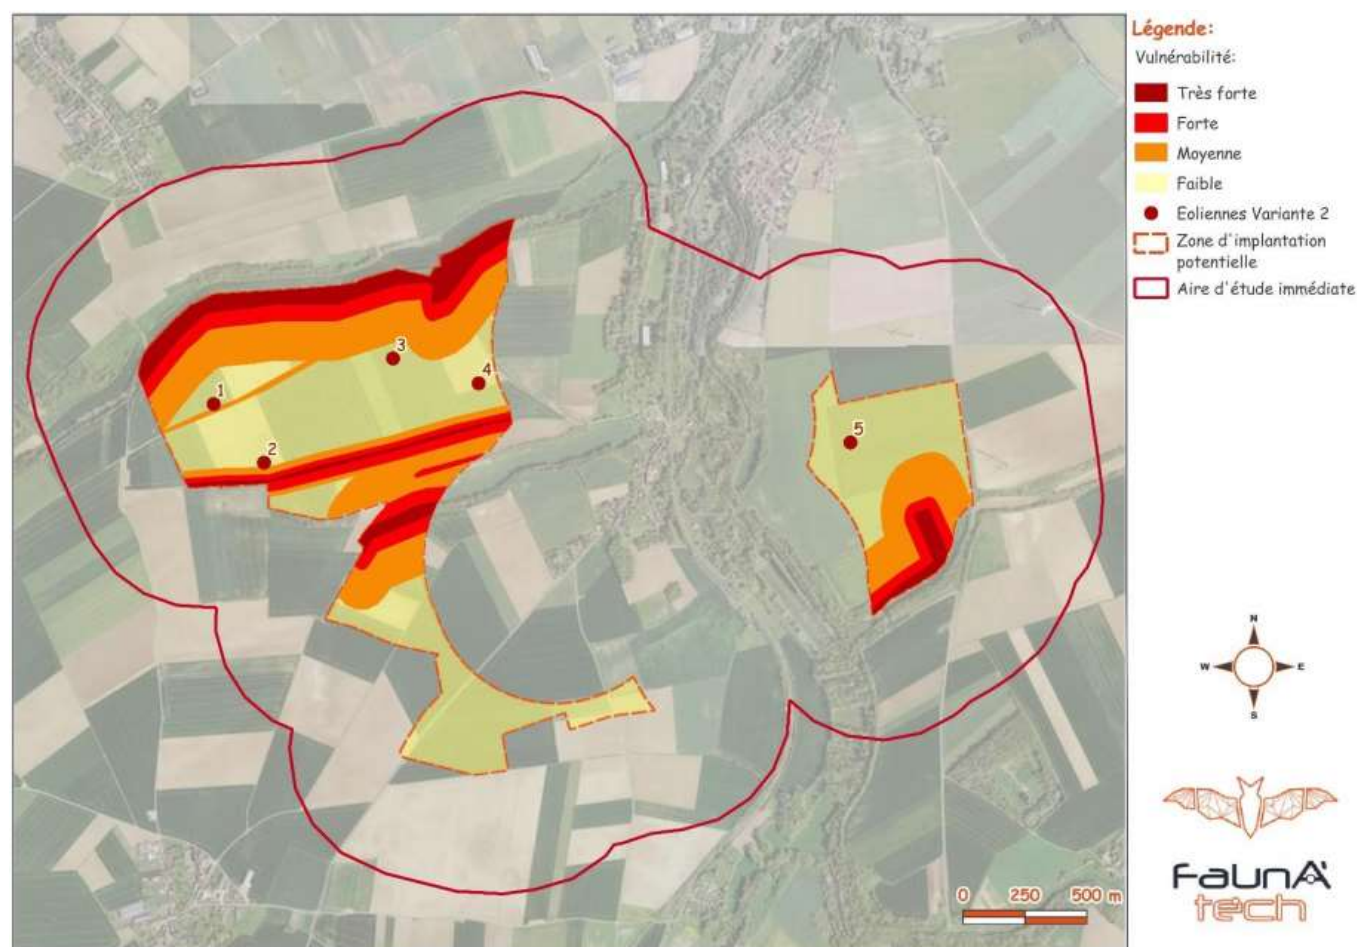 Légende:
Vulnérabilité:
Très forte
Forte
Moyenne
Faible
Eoliennes Variante 2
Zone d'implantation
potentielle
Aire d'étude immédiate
3
4
1
2
5
N
W E
S
0 250 500 m
FaunA
tech